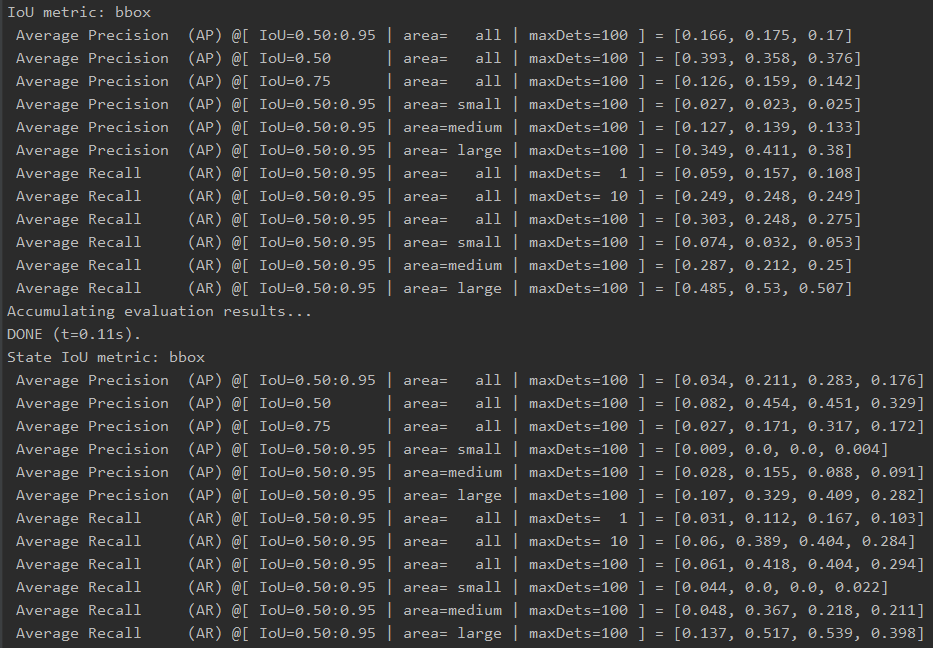 IoU metric: bbox
 Average Precision  (AP) @[ IoU=0.50:0.95 | area=   all | maxDets=100 ] = [0.166, 0.175, 0.17]
 Average Precision  (AP) @[ IoU=0.50      | area=   all | maxDets=100 ] = [0.393, 0.358, 0.376]
 Average Precision  (AP) @[ IoU=0.75      | area=   all | maxDets=100 ] = [0.126, 0.159, 0.142]
 Average Precision  (AP) @[ IoU=0.50:0.95 | area= small | maxDets=100 ] = [0.027, 0.023, 0.025]
 Average Precision  (AP) @[ IoU=0.50:0.95 | area=medium | maxDets=100 ] = [0.127, 0.139, 0.133]
 Average Precision  (AP) @[ IoU=0.50:0.95 | area= large | maxDets=100 ] = [0.349, 0.411, 0.38]
 Average Recall     (AR) @[ IoU=0.50:0.95 | area=   all | maxDets=  1 ] = [0.059, 0.157, 0.108]
 Average Recall     (AR) @[ IoU=0.50:0.95 | area=   all | maxDets= 10 ] = [0.249, 0.248, 0.249]
 Average Recall     (AR) @[ IoU=0.50:0.95 | area=   all | maxDets=100 ] = [0.303, 0.248, 0.275]
 Average Recall     (AR) @[ IoU=0.50:0.95 | area= small | maxDets=100 ] = [0.074, 0.032, 0.053]
 Average Recall     (AR) @[ IoU=0.50:0.95 | area=medium | maxDets=100 ] = [0.287, 0.212, 0.25]
 Average Recall     (AR) @[ IoU=0.50:0.95 | area= large | maxDets=100 ] = [0.485, 0.53, 0.507]
Accumulating evaluation results...
DONE (t=0.11s).
State IoU metric: bbox
 Average Precision  (AP) @[ IoU=0.50:0.95 | area=   all | maxDets=100 ] = [0.034, 0.211, 0.283, 0.176]
 Average Precision  (AP) @[ IoU=0.50      | area=   all | maxDets=100 ] = [0.082, 0.454, 0.451, 0.329]
 Average Precision  (AP) @[ IoU=0.75      | area=   all | maxDets=100 ] = [0.027, 0.171, 0.317, 0.172]
 Average Precision  (AP) @[ IoU=0.50:0.95 | area= small | maxDets=100 ] = [0.009, 0.0, 0.0, 0.004]
 Average Precision  (AP) @[ IoU=0.50:0.95 | area=medium | maxDets=100 ] = [0.028, 0.155, 0.088, 0.091]
 Average Precision  (AP) @[ IoU=0.50:0.95 | area= large | maxDets=100 ] = [0.107, 0.329, 0.409, 0.282]
 Average Recall     (AR) @[ IoU=0.50:0.95 | area=   all | maxDets=  1 ] = [0.031, 0.112, 0.167, 0.103]
 Average Recall     (AR) @[ IoU=0.50:0.95 | area=   all | maxDets= 10 ] = [0.06, 0.389, 0.404, 0.284]
 Average Recall     (AR) @[ IoU=0.50:0.95 | area=   all | maxDets=100 ] = [0.061, 0.418, 0.404, 0.294]
 Average Recall     (AR) @[ IoU=0.50:0.95 | area= small | maxDets=100 ] = [0.044, 0.0, 0.0, 0.022]
 Average Recall     (AR) @[ IoU=0.50:0.95 | area=medium | maxDets=100 ] = [0.048, 0.367, 0.218, 0.211]
 Average Recall     (AR) @[ IoU=0.50:0.95 | area= large | maxDets=100 ] = [0.137, 0.517, 0.539, 0.398]